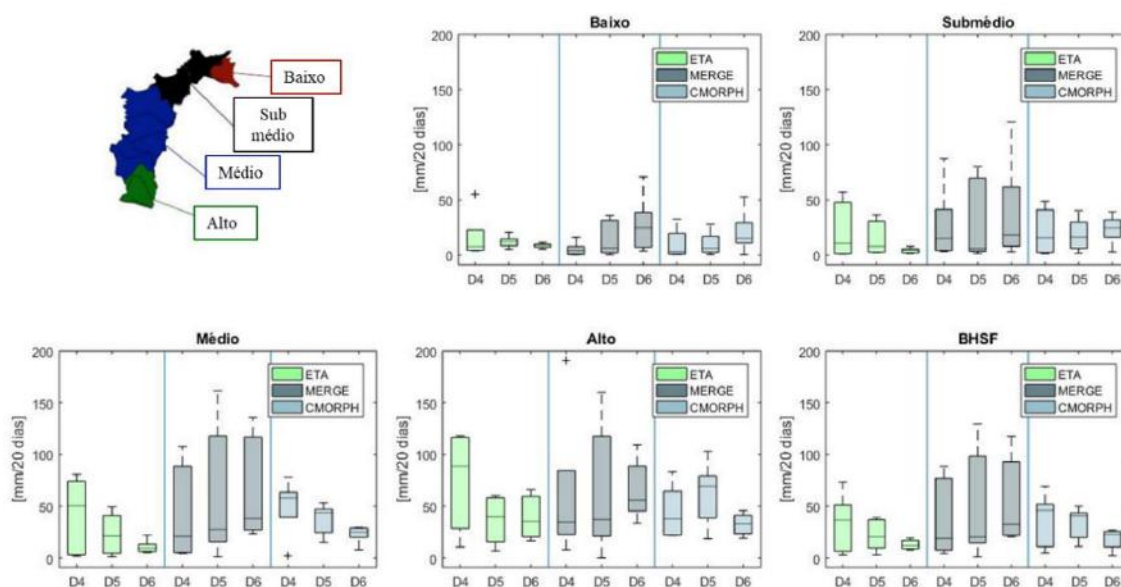 Baixo
Sub
médio
Médio
Alto
Baixo
200
150
100
50
0
[mm/20 dias]
ETA
MERGE
CMORPH
D4 D5 D6 D4 D5 D6 D4 D5 D6
Submédio
200
150
100
50
0
[mm/20 dias]
ETA
MERGE
CMORPH
D4 D5 D6 D4 D5 D6 D4 D5 D6
Médio
200
150
100
50
0
[mm/20 dias]
ETA
MERGE
CMORPH
D4 D5 D6 D4 D5 D6 D4 D5 D6
Alto
200
150
100
50
0
[mm/20 dias]
ETA
MERGE
CMORPH
D4 D5 D6 D4 D5 D6 D4 D5 D6
BHSF
200
150
100
50
0
[mm/20 dias]
ETA
MERGE
CMORPH
D4 D5 D6 D4 D5 D6 D4 D5 D6